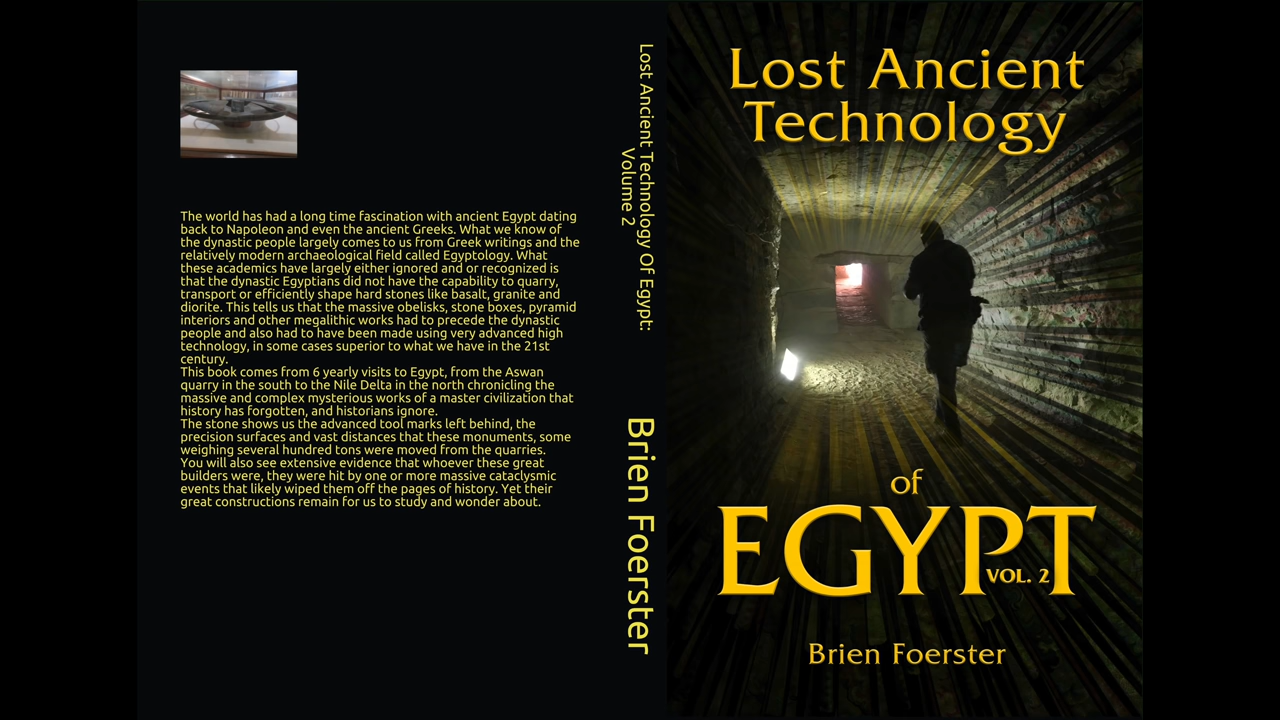 The world has had a long time fascination with ancient Egypt dating
back to Napoleon and even the ancient Greeks. What we know of
the dynastic people largely comes to us from Greek writings and the
relatively modern archaeological field called Egyptology. What
these academics have largely either ignored and or recognized is
that the dynastic Egyptians did not have the capability to quarry,
transport or efficiently shape hard stones like basalt, granite and
diorite. This tells us that the massive obelisks, stone boxes, pyramid
interiors and other megalithic works had to precede the dynastic
people and also had to have been made using very advanced high
technology, in some cases superior to what we have in the 21st
century.
This book comes from 6 yearly visits to Egypt, from the Aswan
quarry in the south to the Nile Delta in the north chronicling the
massive and complex mysterious works of a master civilization that
history has forgotten, and historians ignore.
The stone shows us the advanced tool marks left behind, the
precision surfaces and vast distances that these monuments, some
weighing several hundred tons were moved from the quarries.
You will also see extensive evidence that whoever these great
builders were, they were hit by one or more massive cataclysmic
events that likely wiped them off the pages of history. Yet their
great constructions remain for us to study and wonder about.
Lost Ancient Technology Of Egypt:
Volume 2
Brien Foerster
Lost Ancient
Technology
of
EGYPT
VOL. 2
Brien Foerster